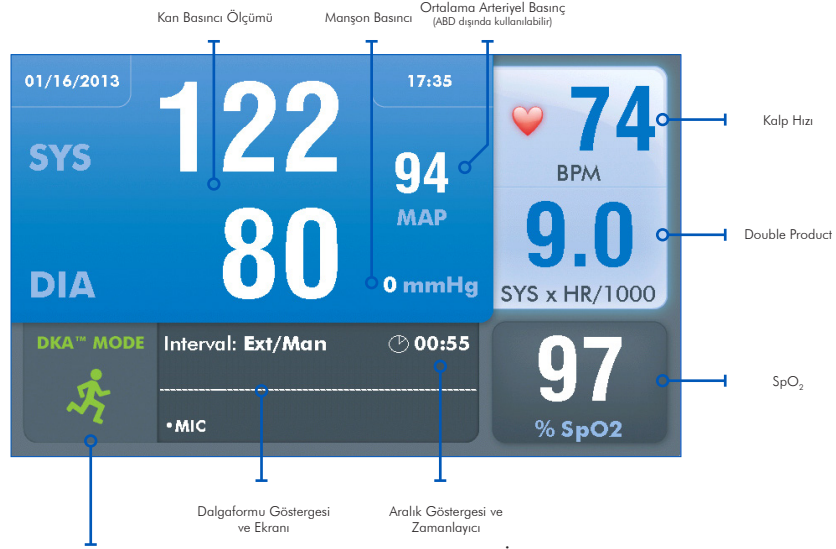 Kan Basıncı Ölçümü
Manşon Basıncı
Ortalama Arteriyel Basınç
(ABD dışında kullanılabilir)
01/16/2013
17:35
SYS
122
94
MAP
DIA
80
0 mmHg
74
BPM
9.0
SYS x HR/1000
Kalp Hızı
Double Product
DKA™ MODE
Interval: Ext/Man
00:55
•MIC
97
% SpO2
SpO₂
Dalgaformu Göstergesi
ve Ekranı
Aralık Göstergesi ve
Zamanlayıcı